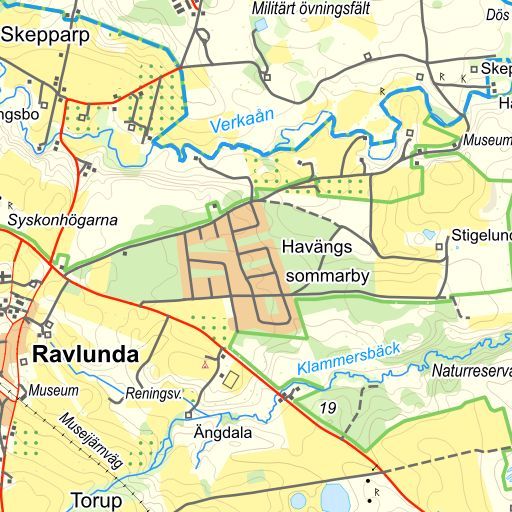 Militärt övningsfält
Dös
Skepparp
Skep
ngsbo
R
R
Ha
Verkaån
Museum
Syskonhögarna
Havängs
sommarby
Stigelund
Ravlunda
Klammersbäck
Naturreserva
Museum
Reningsv.
19
Ängdala
Museijärnväg
Torup
R
R